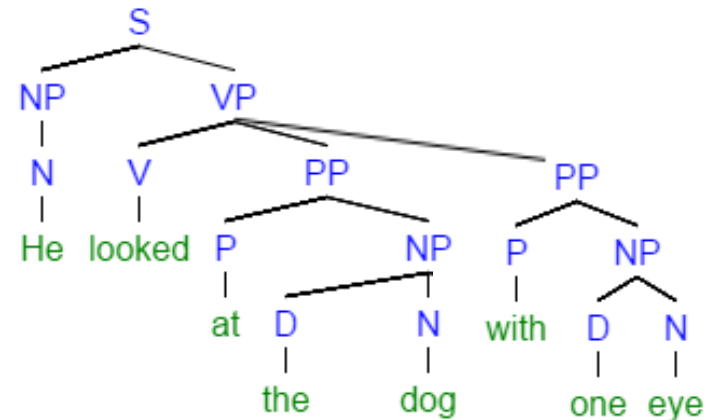 S
NP VP
N V PP PP
He looked P NP P NP
at D N with D N
the dog one eye